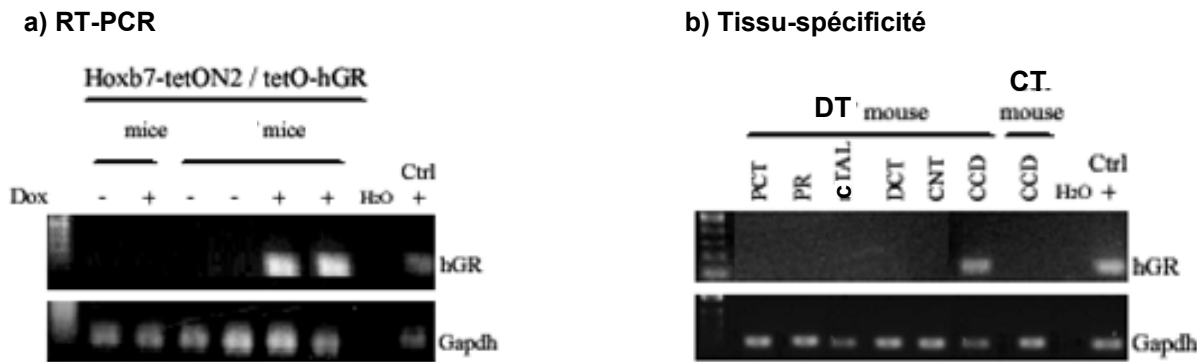 a) RT-PCR
Hoxb7-tetON2 / tetO-hGR
mice mice
Ctrl
Dox - + - - + + H2O +
hGR
Gapdh
b) Tissu-spécificité
CT
DT mouse mouse
PCT PR cTAL DCT CNT CCD CCD H2O Ctrl
+
hGR
Gapdh